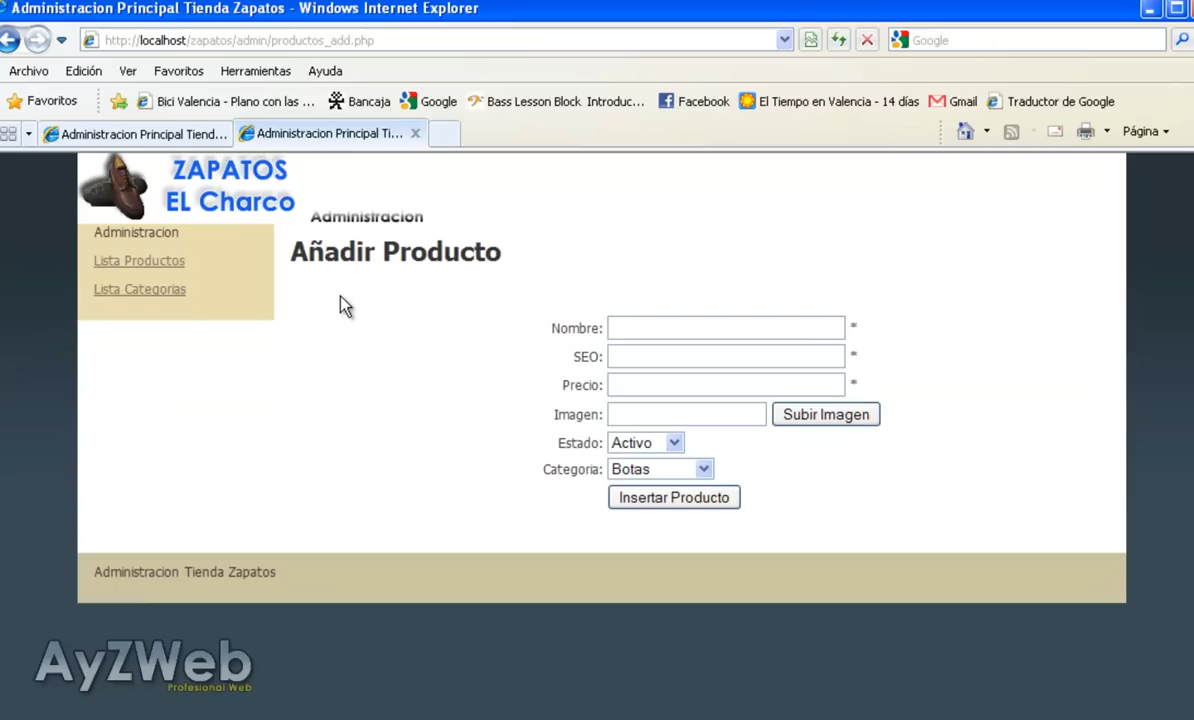 Administracion Principal Tienda Zapatos - Windows Internet Explorer
http://localhost/zapatos/admin/productos_add.php
Google
Archivo Edición Ver Favoritos Herramientas Ayuda
Favoritos Bici Valencia - Plano con las ... Bancaja Google Bass Lesson Block Introduc... Facebook El Tiempo en Valencia - 14 días Gmail Traductor de Google
Administracion Principal Tiend... Administracion Principal Ti... Página
ZAPATOS
EL Charco
Administracion
Administracion
Lista Productos
Lista Categorias
Añadir Producto
Nombre: *
SEO: *
Precio: *
Imagen: Subir Imagen
Estado: Activo
Categoria: Botas
Insertar Producto
Administracion Tienda Zapatos
AyZWeb
Profesional Web